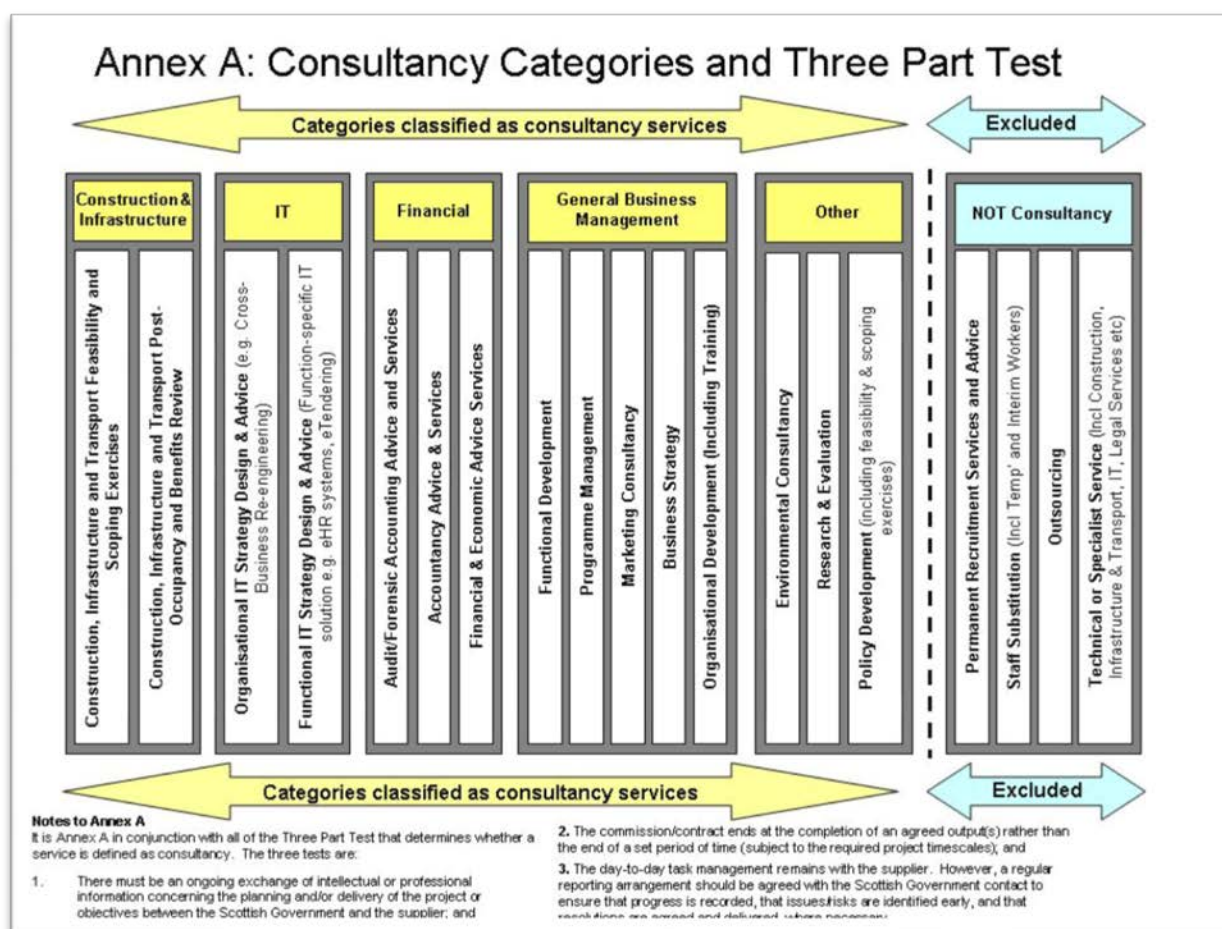 Annex A: Consultancy Categories and Three Part Test
Categories classified as consultancy services
Excluded
Construction &
Infrastructure
Construction, Infrastructure and Transport Feasibility and
Scoping Exercises
Construction, Infrastructure and Transport Post-
Occupancy and Benefits Review
IT
Organisational IT Strategy Design & Advice (e.g. Cross-
Business Re-engineering)
Functional IT Strategy Design & Advice (Function-specific IT
solution e.g. eHR systems, eTendering)
Financial
Audit/Forensic Accounting Advice and Services
Accountancy Advice & Services
Financial & Economic Advice Services
General Business
Management
Functional Development
Programme Management
Marketing Consultancy
Business Strategy
Organisational Development (Including Training)
Other
Environmental Consultancy
Research & Evaluation
Policy Development (including feasibility & scoping
exercises)
NOT Consultancy
Permanent Recruitment Services and Advice
Staff Substitution (Incl Temp' and Interim Workers)
Outsourcing
Technical or Specialist Service (Incl Construction,
Infrastructure & Transport, IT, Legal Services etc)
Categories classified as consultancy services
Excluded
Notes to Annex A
It is Annex A in conjunction with all of the Three Part Test that determines whether a
service is defined as consultancy. The three tests are:
1. There must be an ongoing exchange of intellectual or professional
information concerning the planning and/or delivery of the project or
objectives between the Scottish Government and the supplier; and
2. The commission/contract ends at the completion of an agreed output(s) rather than
the end of a set period of time (subject to the required project timescales); and
3. The day-to-day task management remains with the supplier. However, a regular
reporting arrangement should be agreed with the Scottish Government contact to
ensure that progress is recorded, that issues/risks are identified early, and that
resolutions are agreed and delivered, where necessary